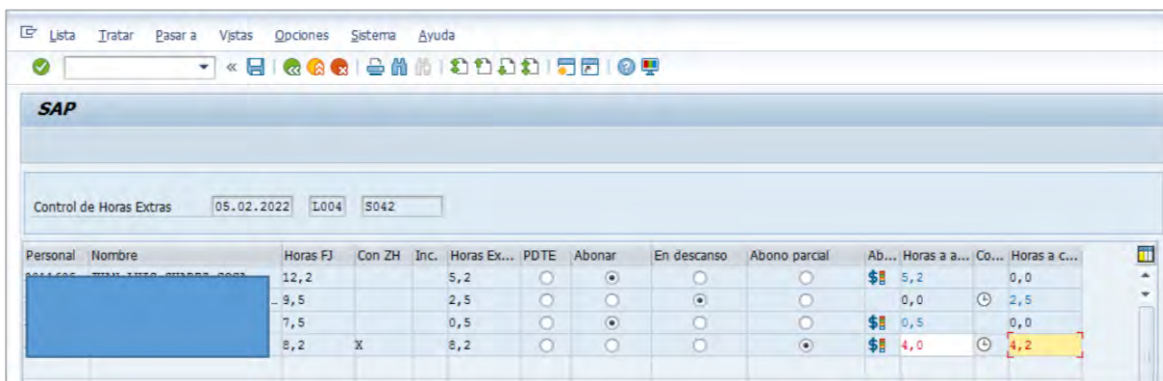 Lista Tratar Pasar a Vistas Opciones Sistema Ayuda
SAP
Control de Horas Extras 05.02.2022 L004 S042
Personal Nombre Horas FJ Con ZH Inc. Horas Ex... PDTE Abonar En descanso Abono parcial Ab... Horas a a... Co... Horas a c...
12,2 5,2 5,2 0,0
9,5 2,5 0,0 2,5
7,5 0,5 0,5 0,0
8,2 X 8,2 4,0 4,2